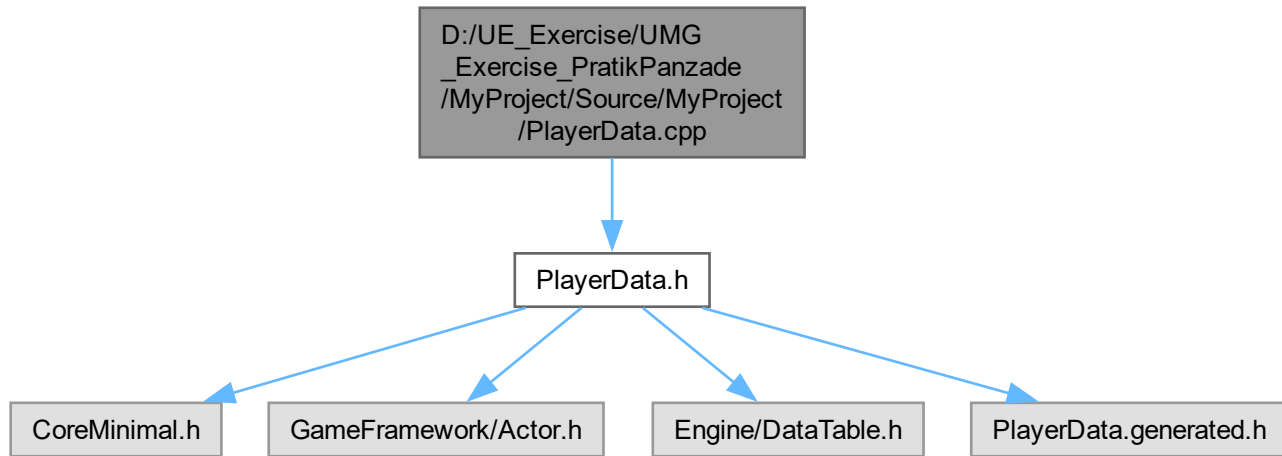 D:/UE_Exercise/UMG
_Exercise_PratikPanzade
/MyProject/Source/MyProject
/PlayerData.cpp
PlayerData.h
CoreMinimal.h
GameFramework/Actor.h
Engine/DataTable.h
PlayerData.generated.h